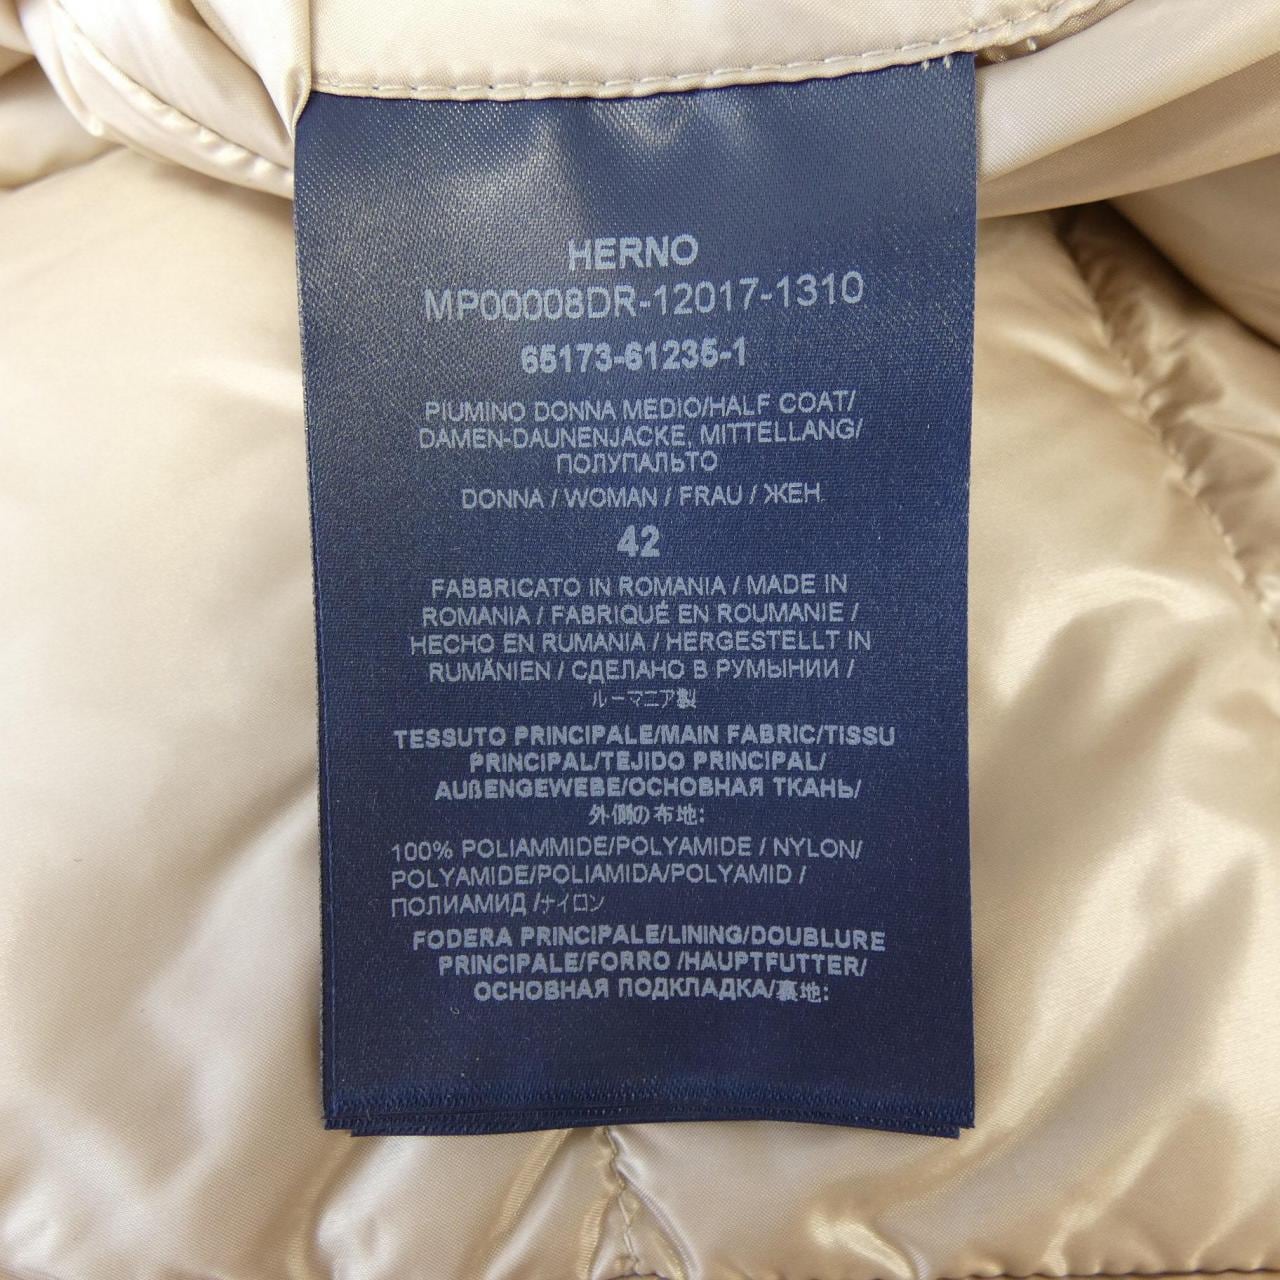 HERNO
MP00008DR-12017-1310
65173-61235-1
PIUMINO DONNA MEDIO/HALF COAT/
DAMEN-DAUNENJACKE, MITTELLANG/
ПОЛУПАЛЬТО
DONNA / WOMAN / FRAU / ЖЕН.
42
FABBRICATO IN ROMANIA / MADE IN
ROMANIA / FABRIQUÉ EN ROUMANIE /
HECHO EN RUMANIA / HERGESTELLT IN
RUMÄNIEN / СДЕЛАНО В РУМЫНИИ /
ルーマニア製
TESSUTO PRINCIPALE/MAIN FABRIC/TISSU
PRINCIPAL/TEJIDO PRINCIPAL/
AUßENGEWEBE/ОСНОВНАЯ ТКАНЬ/
外側の布地:
100% POLIAMMIDE/POLYAMIDE / NYLON/
POLYAMIDE/POLIAMIDA/POLYAMID /
ПОЛИАМИД /ナイロン
FODERA PRINCIPALE/LINING/DOUBLURE
PRINCIPALE/FORRO /HAUPTFUTTER/
ОСНОВНАЯ ПОДКЛАДКА/裏地: